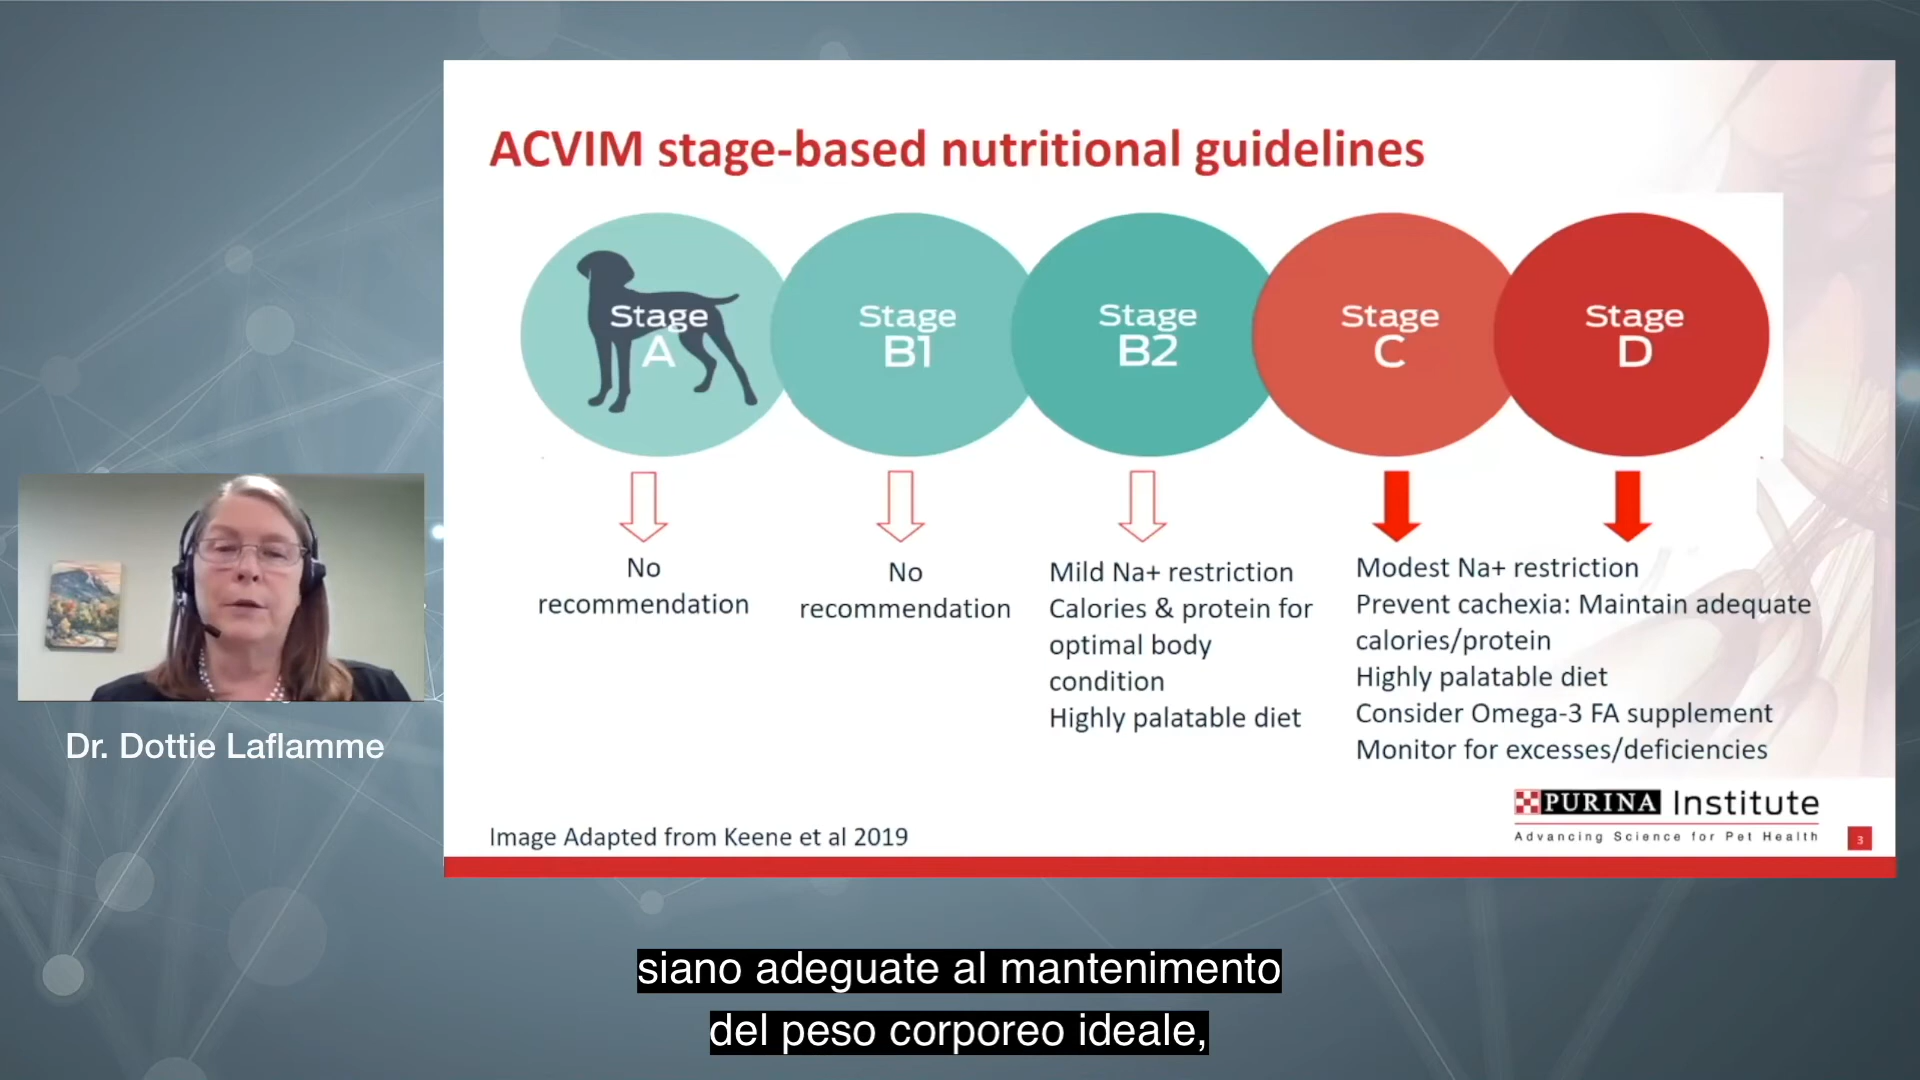 ACVIM stage-based nutritional guidelines
Stage
A
Stage
B1
Stage
B2
Stage
C
Stage
D
No
recommendation
No
recommendation
Mild Na+ restriction
Calories & protein for
optimal body
condition
Highly palatable diet
Modest Na+ restriction
Prevent cachexia: Maintain adequate
calories/protein
Highly palatable diet
Consider Omega-3 FA supplement
Monitor for excesses/deficiencies
Dr. Dottie Laflamme
Image Adapted from Keene et al 2019
PURINA Institute
Advancing Science for Pet Health
3
siano adeguate al mantenimento
del peso corporeo ideale,